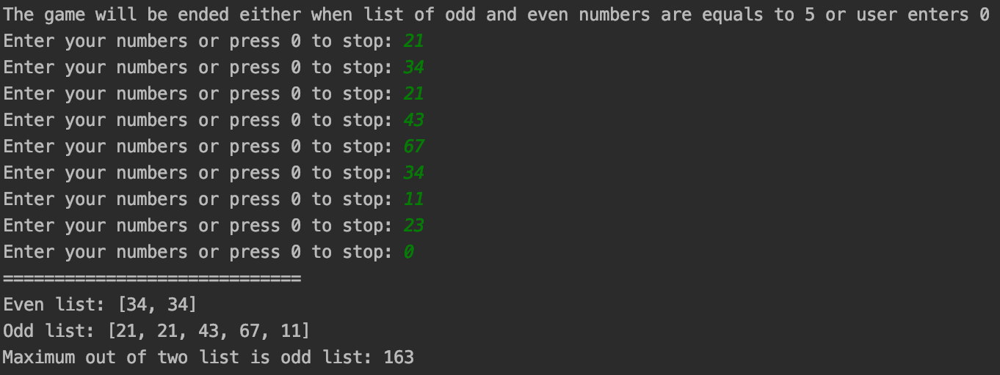 The game will be ended either when list of odd and even numbers are equals to 5 or user enters 0
Enter your numbers or press 0 to stop: 21
Enter your numbers or press 0 to stop: 34
Enter your numbers or press 0 to stop: 21
Enter your numbers or press 0 to stop: 43
Enter your numbers or press 0 to stop: 67
Enter your numbers or press 0 to stop: 34
Enter your numbers or press 0 to stop: 11
Enter your numbers or press 0 to stop: 23
Enter your numbers or press 0 to stop: 0
=============================
Even list: [34, 34]
Odd list: [21, 21, 43, 67, 11]
Maximum out of two list is odd list: 163